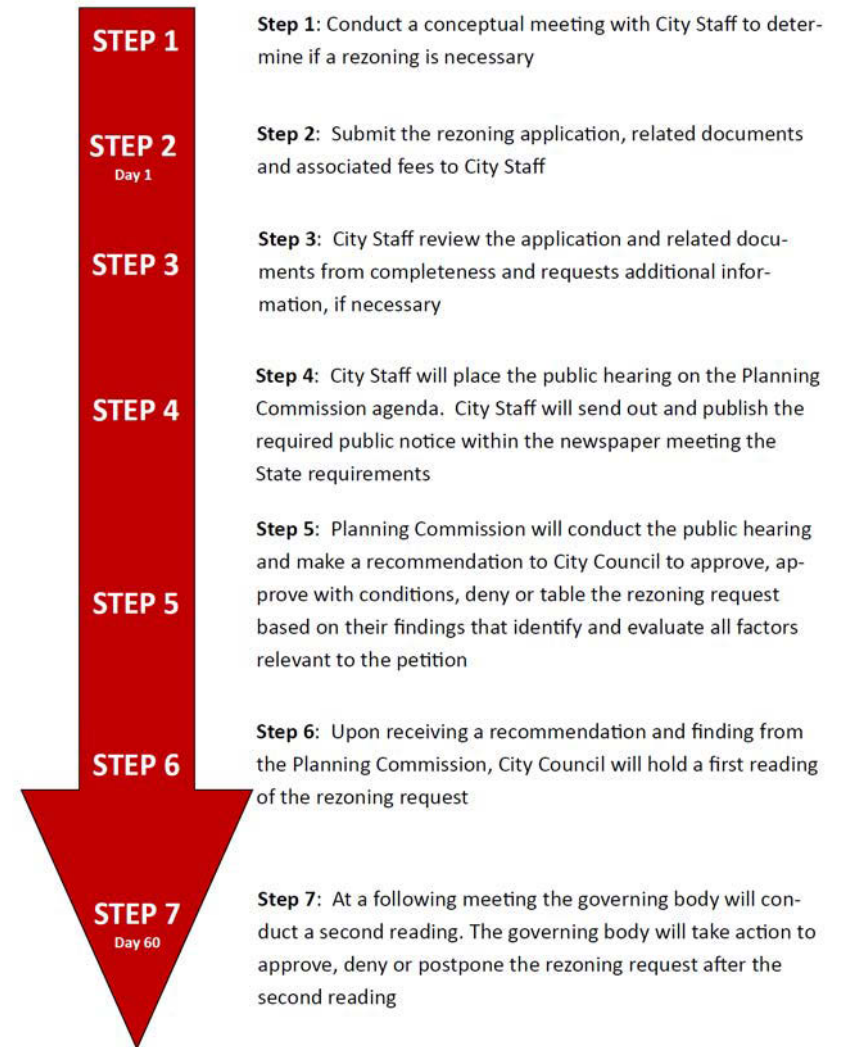 STEP 1
Step 1: Conduct a conceptual meeting with City Staff to deter-
mine if a rezoning is necessary
STEP 2
Day 1
Step 2: Submit the rezoning application, related documents
and associated fees to City Staff
STEP 3
Step 3: City Staff review the application and related docu-
ments from completeness and requests additional infor-
mation, if necessary
STEP 4
Step 4: City Staff will place the public hearing on the Planning
Commission agenda. City Staff will send out and publish the
required public notice within the newspaper meeting the
State requirements
STEP 5
Step 5: Planning Commission will conduct the public hearing
and make a recommendation to City Council to approve, ap-
prove with conditions, deny or table the rezoning request
based on their findings that identify and evaluate all factors
relevant to the petition
STEP 6
Step 6: Upon receiving a recommendation and finding from
the Planning Commission, City Council will hold a first reading
of the rezoning request
STEP 7
Day 60
Step 7: At a following meeting the governing body will con-
duct a second reading. The governing body will take action to
approve, deny or postpone the rezoning request after the
second reading